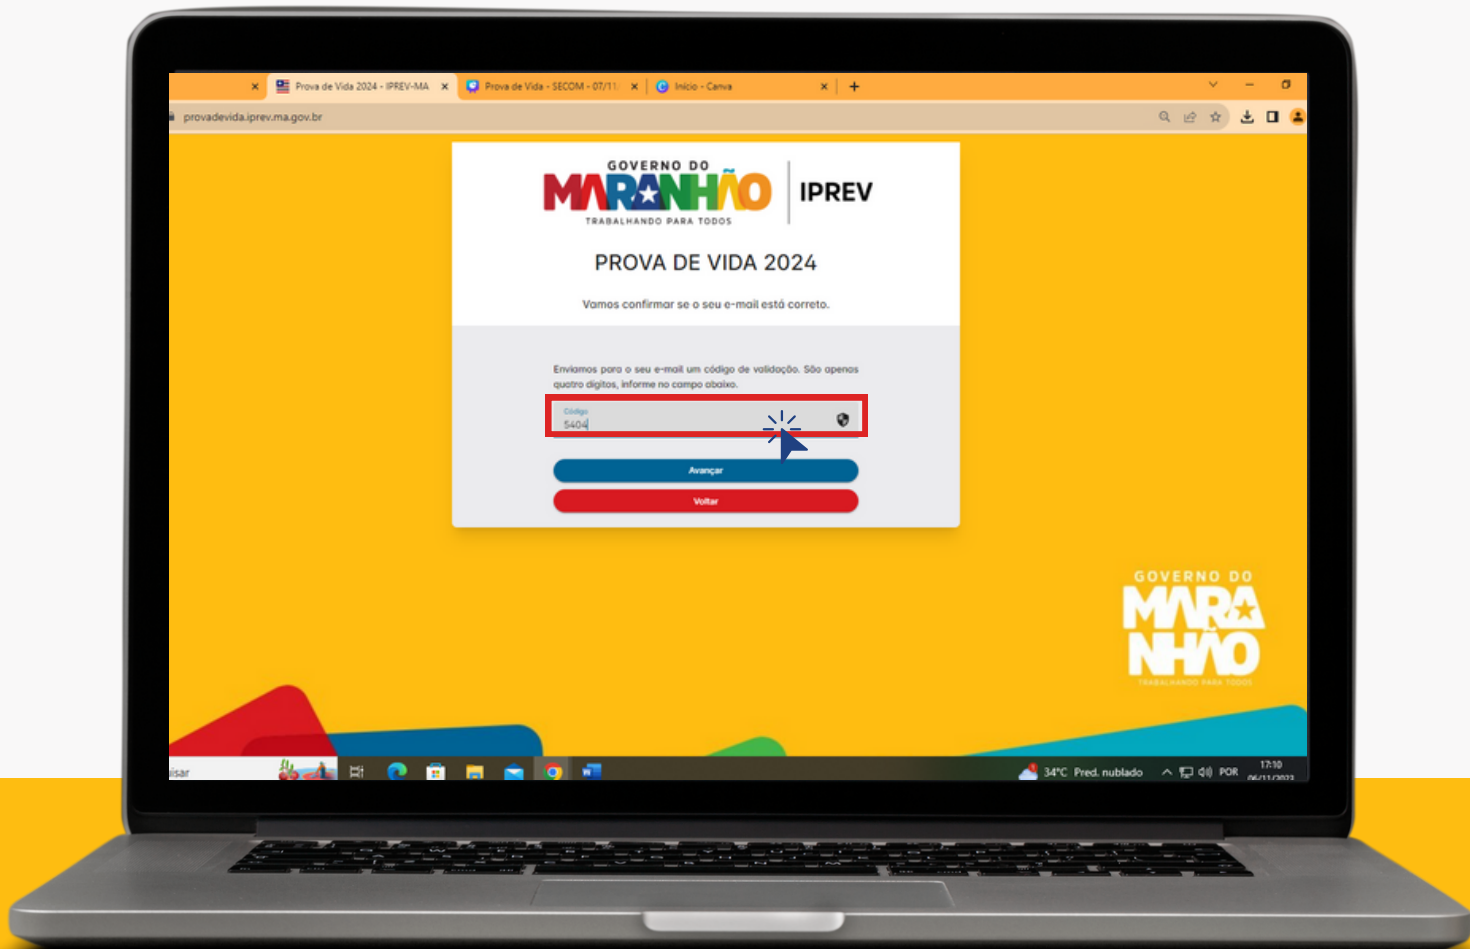 Prova de Vida 2024 - IPREV-MA
Prova de Vida - SECOM - 07/11
Início - Canva
provadevida.iprev.ma.gov.br
GOVERNO DO
MARANHÃO
TRABALHANDO PARA TODOS
IPREV
PROVA DE VIDA 2024
Vamos confirmar se o seu e-mail está correto.
Enviamos para o seu e-mail um código de validação. São apenas
quatro dígitos, informe no campo abaixo.
Código
5404
Avançar
Voltar
GOVERNO DO
MARA
NHÃO
TRABALHANDO PARA TODOS
34°C Pred. nublado
POR
17:10
06/11/2023